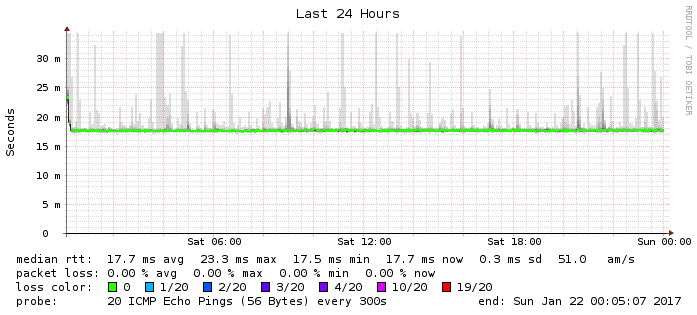 Last 24 Hours
RRDTOOL / TOBI OETIKER
Seconds
30 m
25 m
20 m
15 m
10 m
5 m
0
Sat 06:00 Sat 12:00 Sat 18:00 Sun 00:00
median rtt: 17.7 ms avg 23.3 ms max 17.5 ms min 17.7 ms now 0.3 ms sd 51.0 am/s
packet loss: 0.00 % avg 0.00 % max 0.00 % min 0.00 % now
loss color: 0 1/20 2/20 3/20 4/20 10/20 19/20
probe: 20 ICMP Echo Pings (56 Bytes) every 300s end: Sun Jan 22 00:05:07 2017